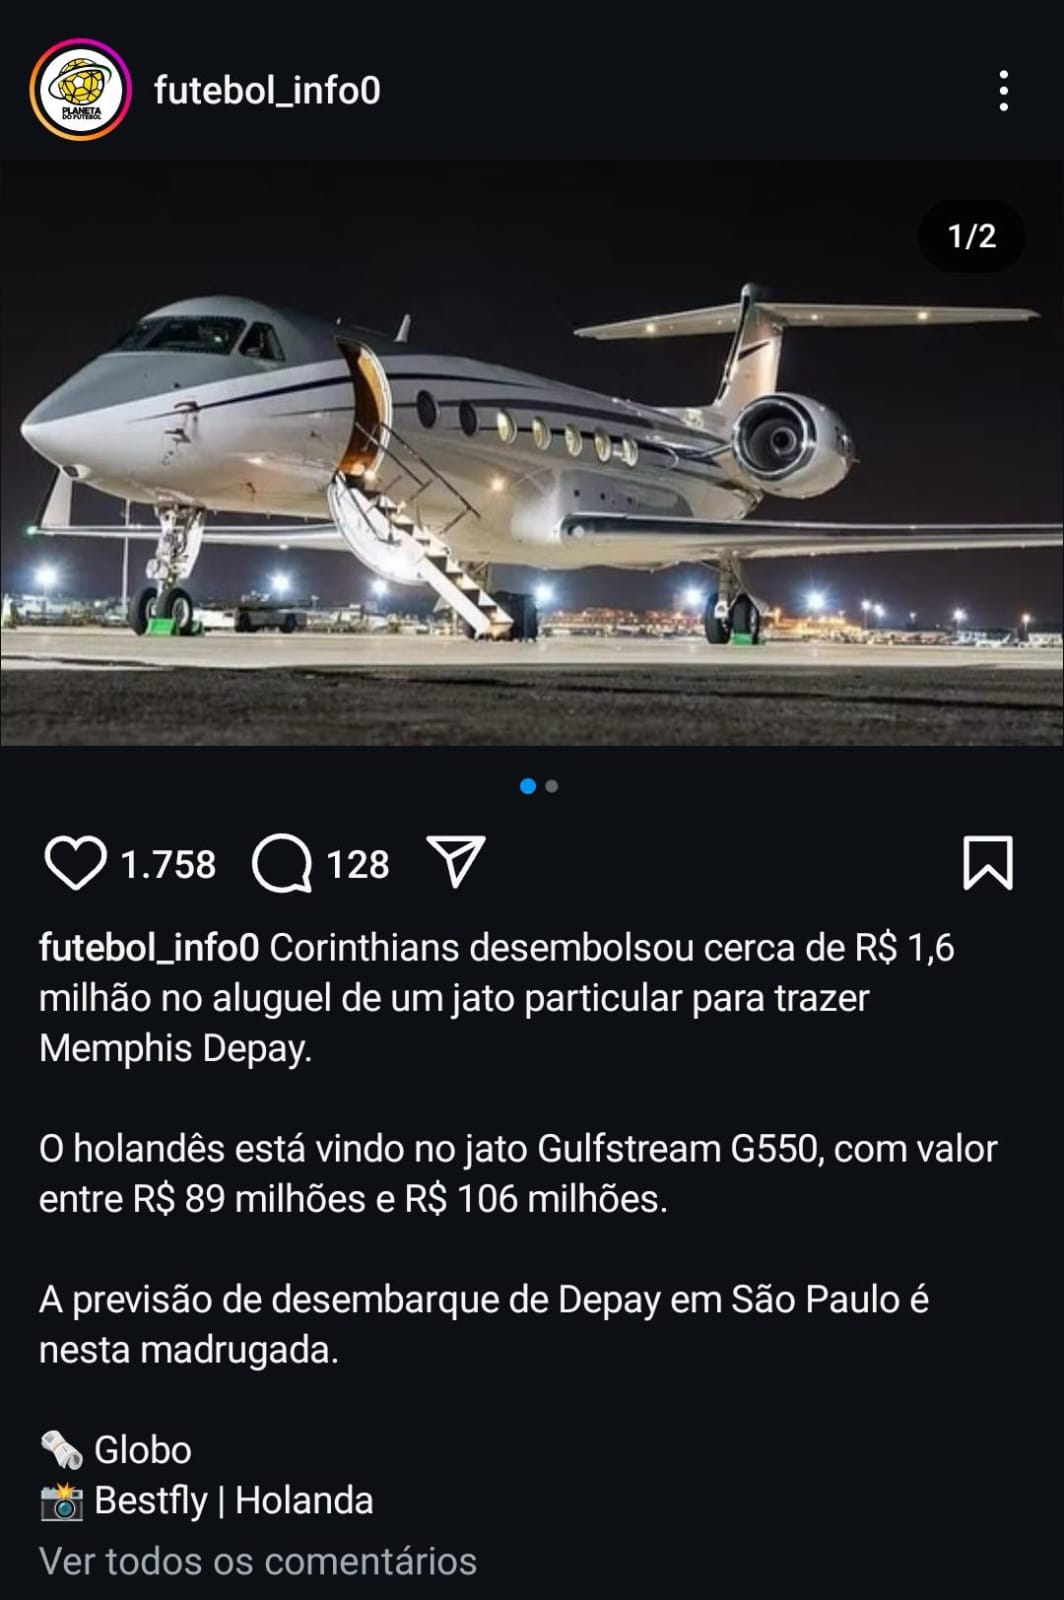 PLANETA
DO FUTEBOL
futebol_info0
1/2
1.758 128
futebol_info0 Corinthians desembolsou cerca de R$ 1,6
milhão no aluguel de um jato particular para trazer
Memphis Depay.
O holandês está vindo no jato Gulfstream G550, com valor
entre R$ 89 milhões e R$ 106 milhões.
A previsão de desembarque de Depay em São Paulo é
nesta madrugada.
🗞️ Globo
📸 Bestfly | Holanda
Ver todos os comentários